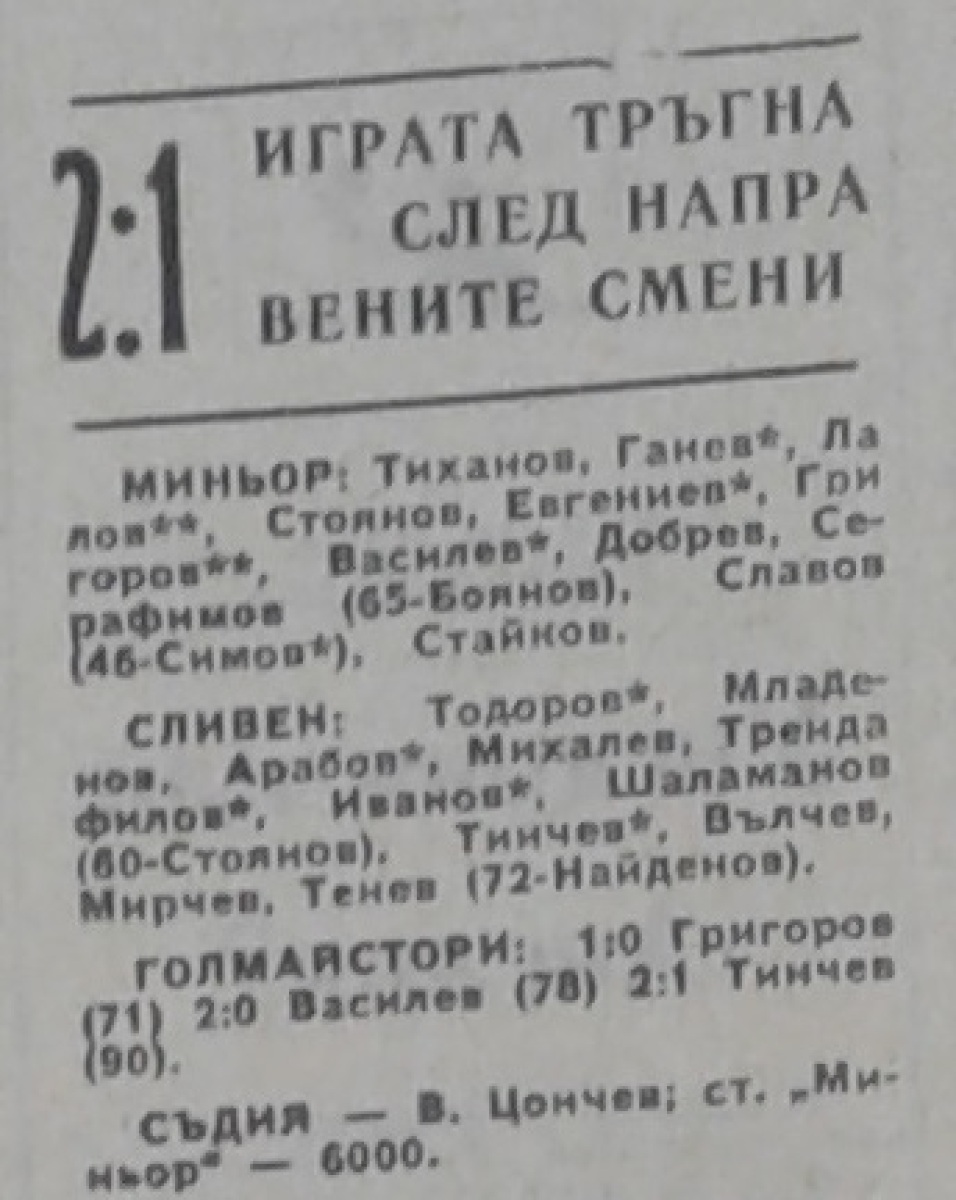 2:1
ИГРАТА ТРЪГНА
СЛЕД НАПРА
ВЕНИТЕ СМЕНИ
МИНЬОР: Тиханов, Ганев*, Ла
лов**, Стоянов, Евгениев*, Гри
горов**, Василев*, Добрев, Се-
рафимов (65-Боянов), Славов
(46-Симов*), Стайков.
СЛИВЕН: Тодоров*, Младе-
нов, Арабов*, Михалев, Тренда
филов*, Иванов*, Шаламанов
(60-Стоянов), Тинчев*, Вълчев,
Мирчев, Тенев (72-Найденов).
ГОЛМАЙСТОРИ: 1:0 Григоров
(71) 2:0 Василев (78) 2:1 Тинчев
(90).
СЪДИЯ — В. Цончев; ст. „Ми-
ньор" — 6000.